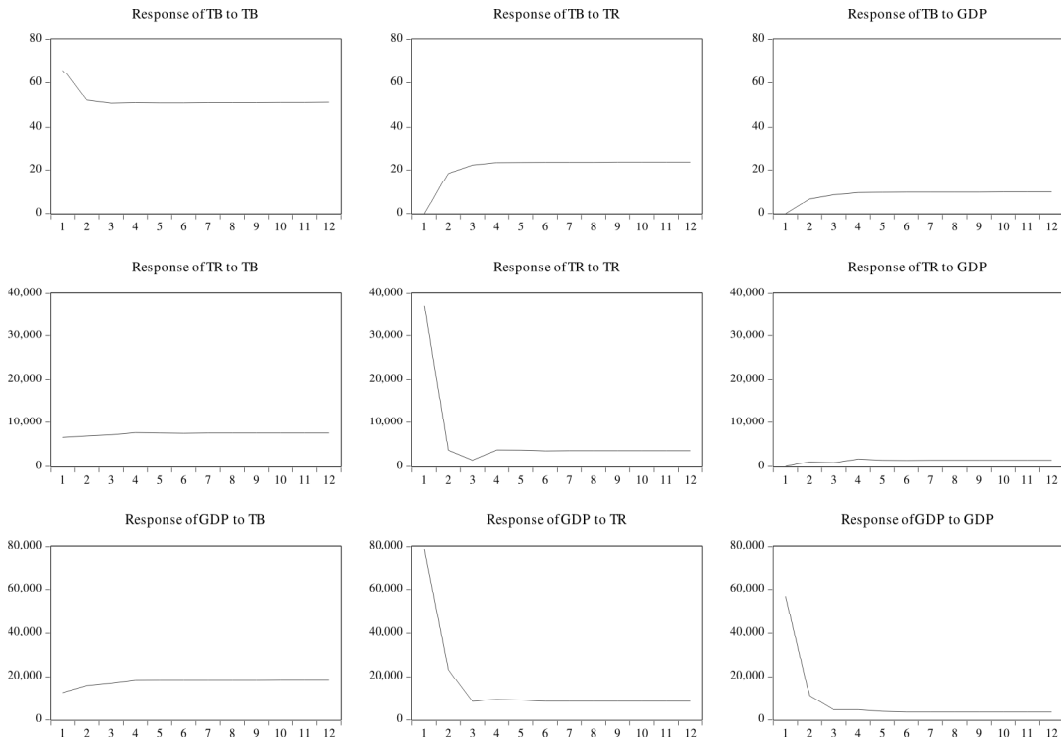 Response of TB to TB
Response of TB to TR
Response of TB to GDP
80
60
40
20
0
1 2 3 4 5 6 7 8 9 10 11 12
80
60
40
20
0
1 2 3 4 5 6 7 8 9 10 11 12
80
60
40
20
0
1 2 3 4 5 6 7 8 9 10 11 12
Response of TR to TB
Response of TR to TR
Response of TR to GDP
40,000
30,000
20,000
10,000
0
1 2 3 4 5 6 7 8 9 10 11 12
40,000
30,000
20,000
10,000
0
1 2 3 4 5 6 7 8 9 10 11 12
40,000
30,000
20,000
10,000
0
1 2 3 4 5 6 7 8 9 10 11 12
Response of GDP to TB
Response of GDP to TR
Response of GDP to GDP
80,000
60,000
40,000
20,000
0
1 2 3 4 5 6 7 8 9 10 11 12
80,000
60,000
40,000
20,000
0
1 2 3 4 5 6 7 8 9 10 11 12
80,000
60,000
40,000
20,000
0
1 2 3 4 5 6 7 8 9 10 11 12